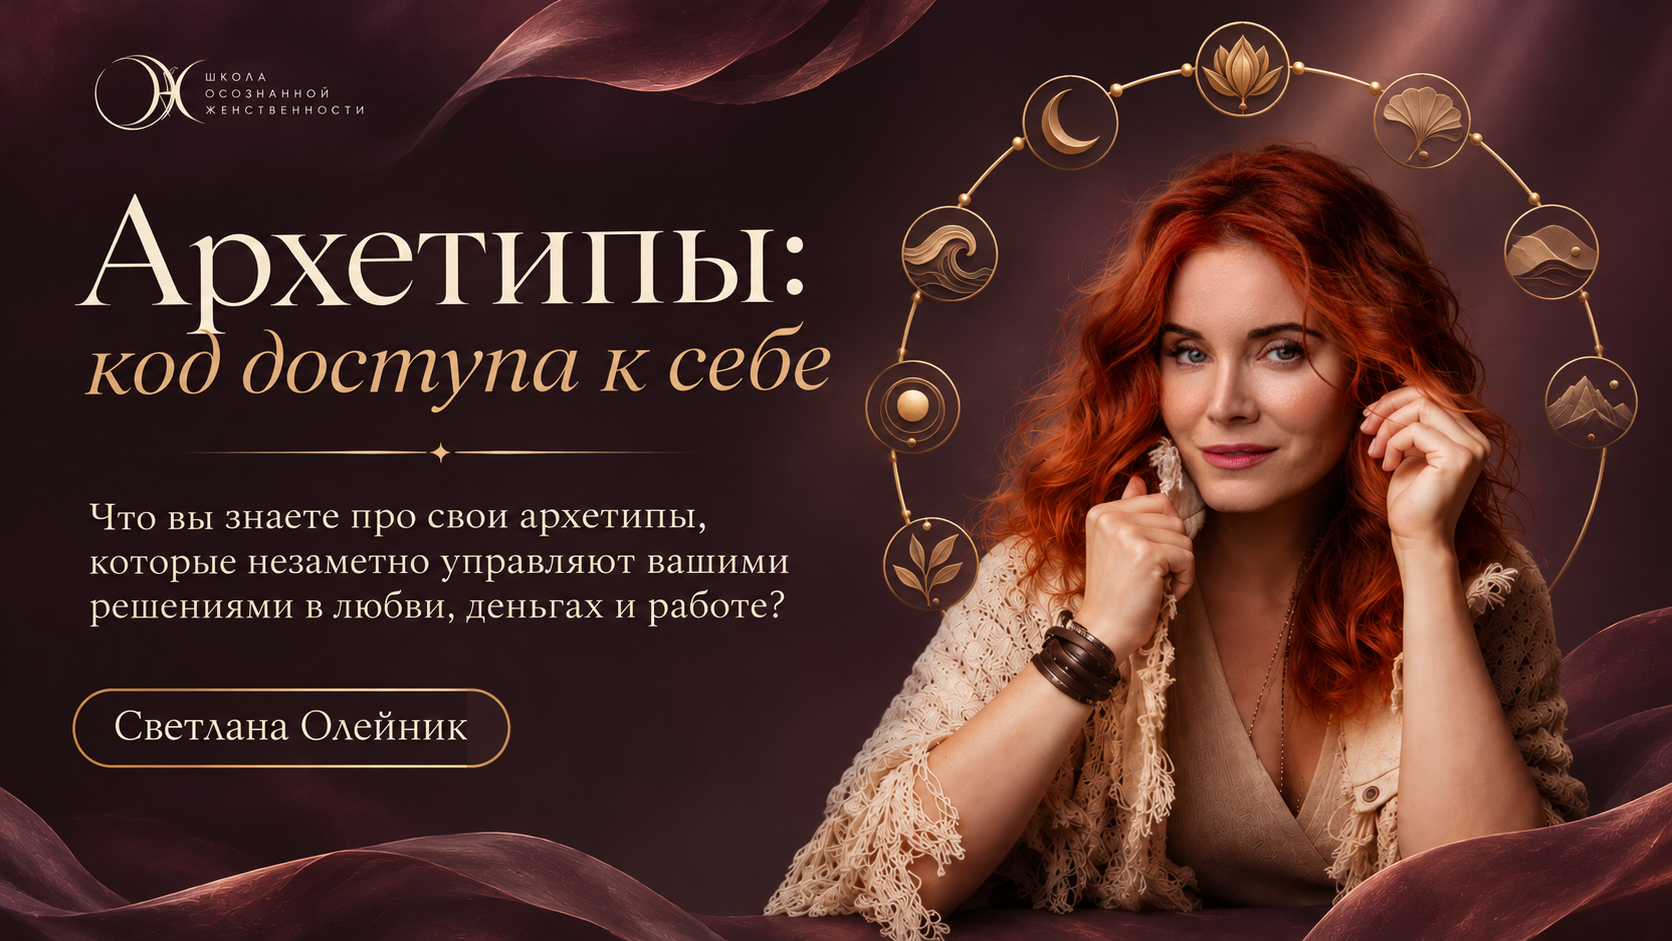 ШКОЛА
ОСОЗНАННОЙ
ЖЕНСТВЕННОСТИ
Архетипы:
код доступа к себе
Что вы знаете про свои архетипы,
которые незаметно управляют вашими
решениями в любви, деньгах и работе?
Светлана Олейник